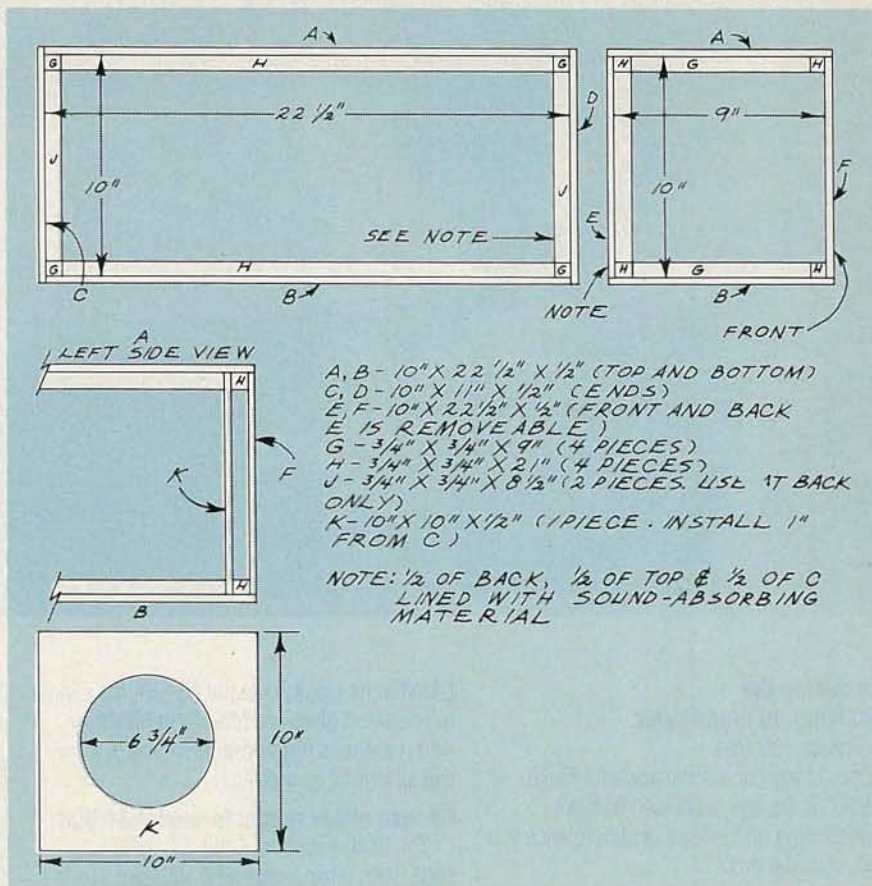 A
G H G
22 1/2"
D
J
10"
J
SEE NOTE
G H G
C
B
A
H G H
9"
F
10"
E
H G H
NOTE
B
FRONT
A
LEFT SIDE VIEW
H
K
F
H
B
A, B - 10" X 22 1/2" X 1/2" (TOP AND BOTTOM)
C, D - 10" X 11" X 1/2" (ENDS)
E, F - 10" X 22 1/2" X 1/2" (FRONT AND BACK
E IS REMOVEABLE)
G - 3/4" X 3/4" X 9" (4 PIECES)
H - 3/4" X 3/4" X 21" (4 PIECES)
J - 3/4" X 3/4" X 8 1/2" (2 PIECES. USE 1T BACK
ONLY)
K - 10" X 10" X 1/2" (1 PIECE. INSTALL 1"
FROM C)
NOTE: 1/2 OF BACK, 1/2 OF TOP & 1/2 OF C
LINED WITH SOUND-ABSORBING
MATERIAL
6 3/4"
10"
K
10"